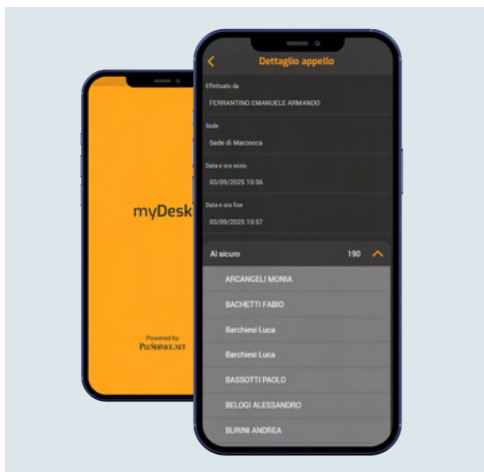 myDesk
Powered by
PeeService.net
Dettaglio appello
Effettuato da
FERRANTINO EMANUELE ARMANDO
Sede
Sede di Marzocca
Data e ora inizio
03/09/2025 10:56
Data e ora fine
03/09/2025 10:57
Al sicuro 190
ARCANGELI MONIA
BACHETTI FABIO
Barchiesi Luca
Barchiesi Luca
BASSOTTI PAOLO
BELOGI ALESSANDRO
BURINI ANDREA